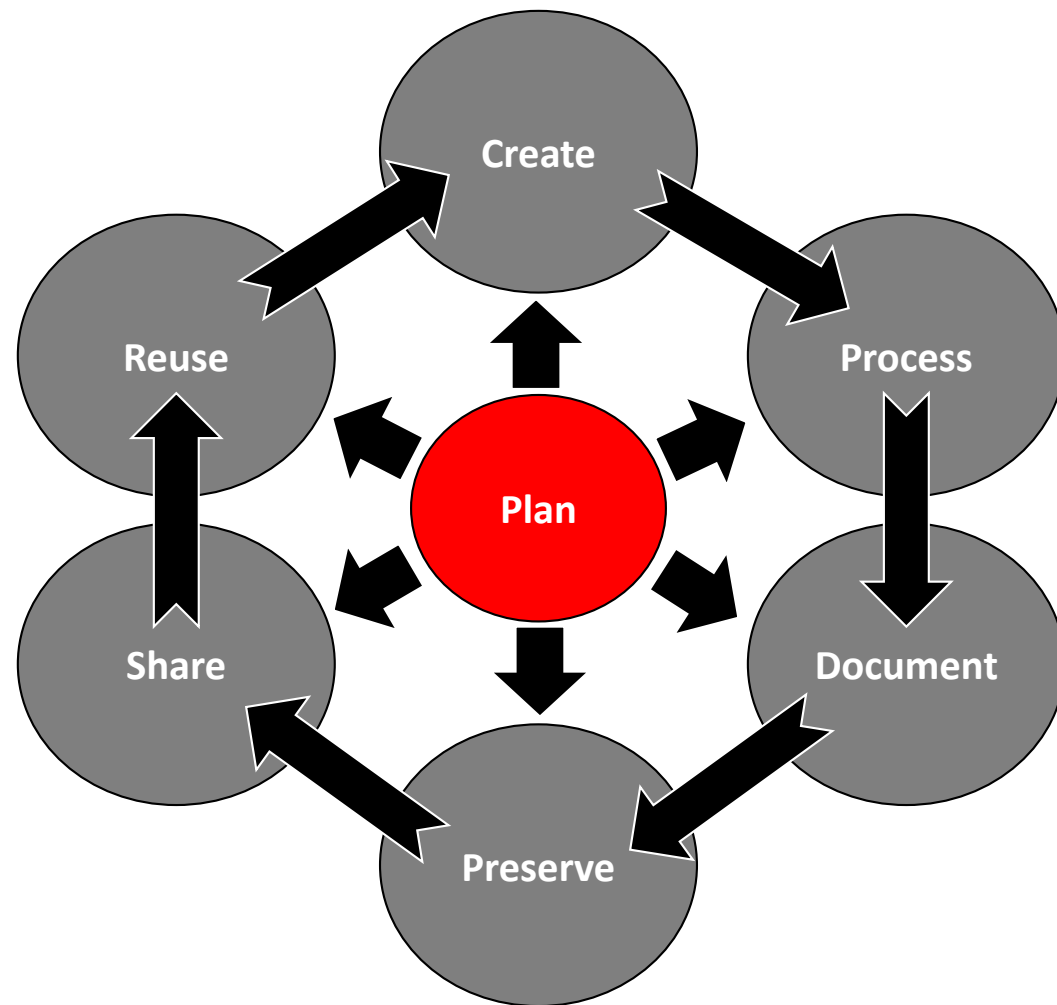 Create
Reuse
Process
Plan
Share
Document
Preserve